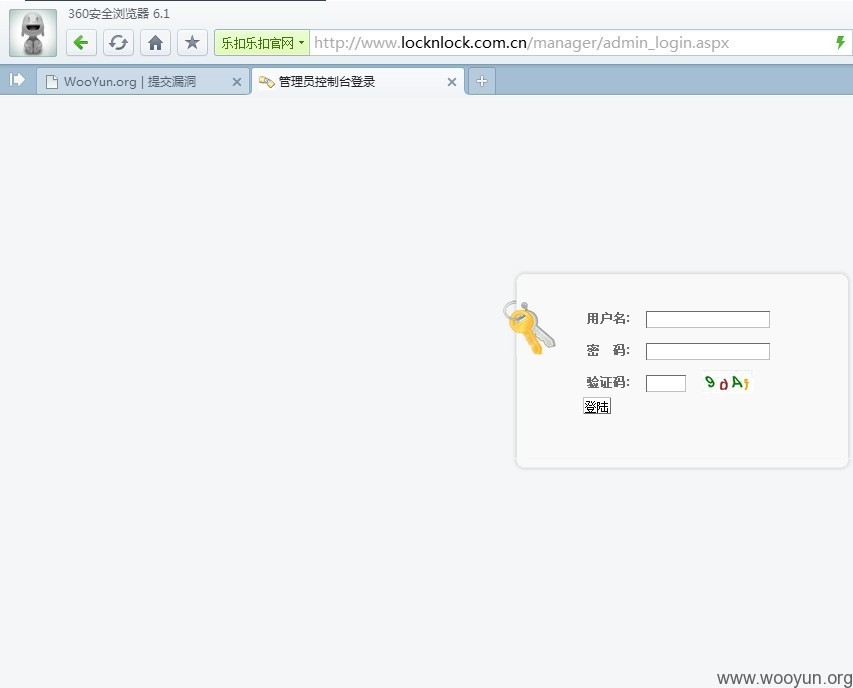 360安全浏览器 6.1
乐扣乐扣官网 http://www.locknlock.com.cn/manager/admin_login.aspx
WooYun.org | 提交漏洞 管理员控制台登录
用户名:
密 码:
验证码:
登陆
www.wooyun.org